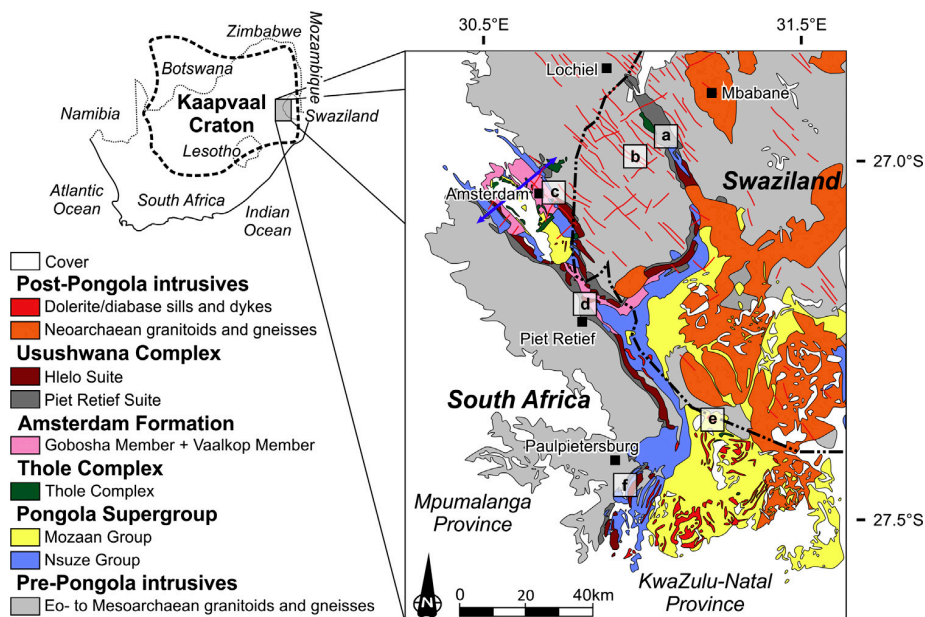 Zimbabwe
Mozambique
Botswana
Namibia
Kaapvaal
Craton
Swaziland
Lesotho
Atlantic
Ocean
South Africa
Indian
Ocean
Cover
Post-Pongola intrusives
Dolerite/diabase sills and dykes
Neoarchaean granitoids and gneisses
Usushwana Complex
Hlelo Suite
Piet Retief Suite
Amsterdam Formation
Gobosha Member + Vaalkop Member
Thole Complex
Thole Complex
Pongola Supergroup
Mozaan Group
Nsuze Group
Pre-Pongola intrusives
Eo- to Mesoarchaean granitoids and gneisses
30.5°E
31.5°E
Lochiel
Mbabane
a
b
27.0°S
Swaziland
Amsterdam
c
d
Piet Retief
South Africa
e
Paulpietersburg
f
Mpumalanga
Province
27.5°S
KwaZulu-Natal
Province
N
0
20
40km